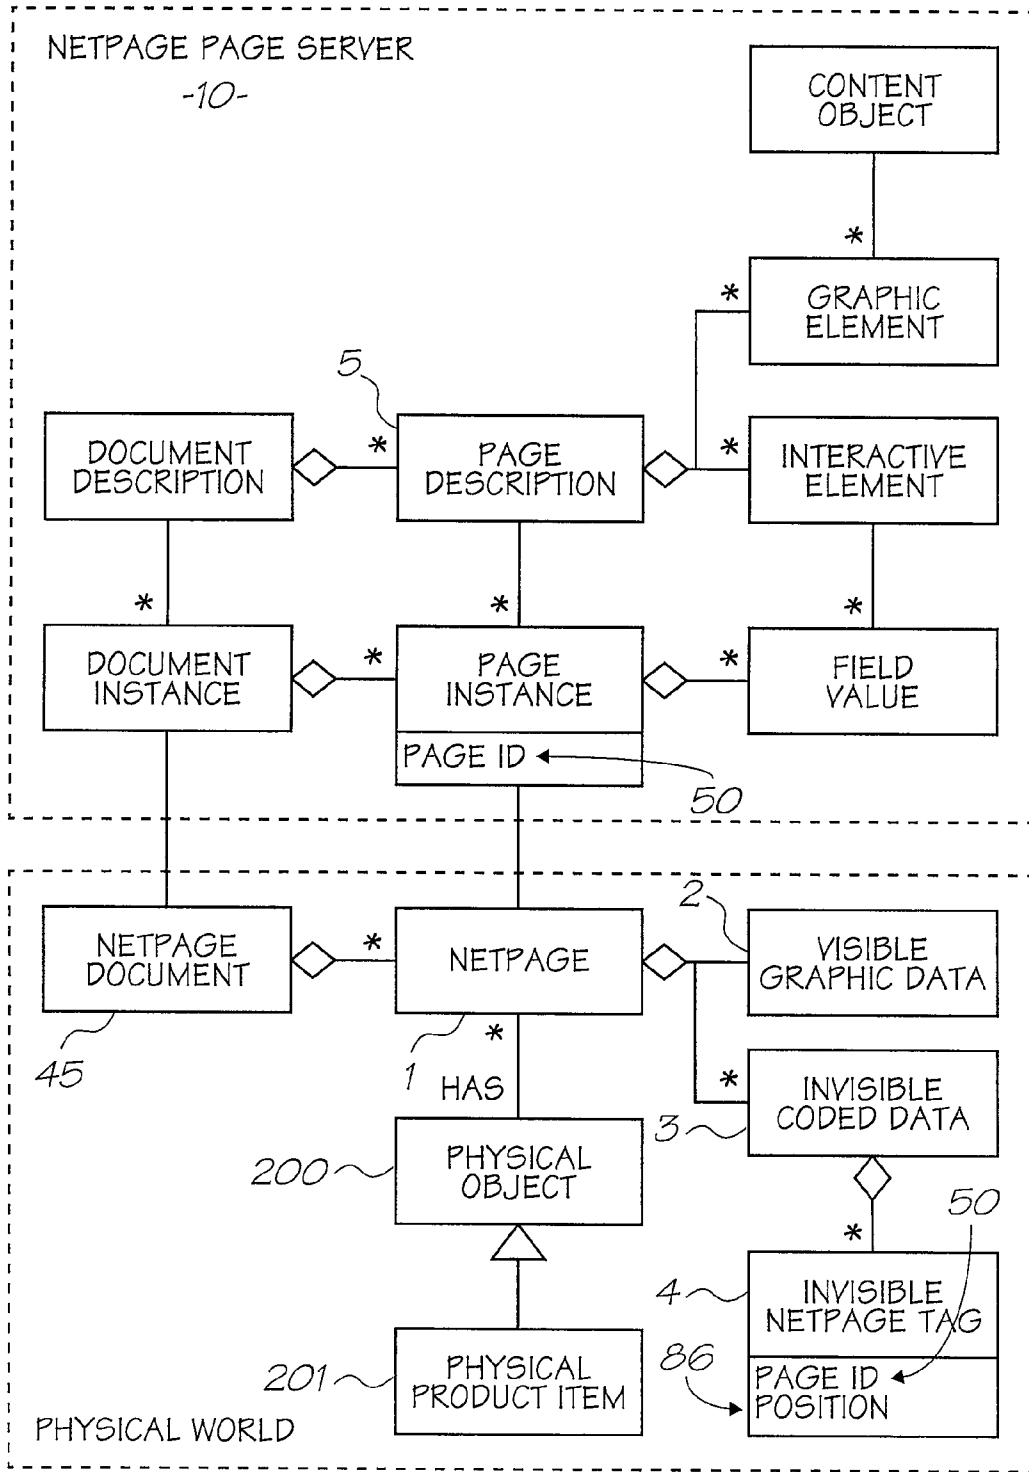 NETPAGE PAGE SERVER
-10-
CONTENT
OBJECT
*
GRAPHIC
ELEMENT
*
5
DOCUMENT
DESCRIPTION
*
PAGE
DESCRIPTION
*
INTERACTIVE
ELEMENT
*
*
*
DOCUMENT
INSTANCE
*
PAGE
INSTANCE
PAGE ID
50
*
FIELD
VALUE
NETPAGE
DOCUMENT
45
*
NETPAGE
1
2
VISIBLE
GRAPHIC DATA
*
INVISIBLE
CODED DATA
3
*
HAS
200
PHYSICAL
OBJECT
50
*
4
INVISIBLE
NETPAGE TAG
86
PAGE ID
POSITION
201
PHYSICAL
PRODUCT ITEM
PHYSICAL WORLD